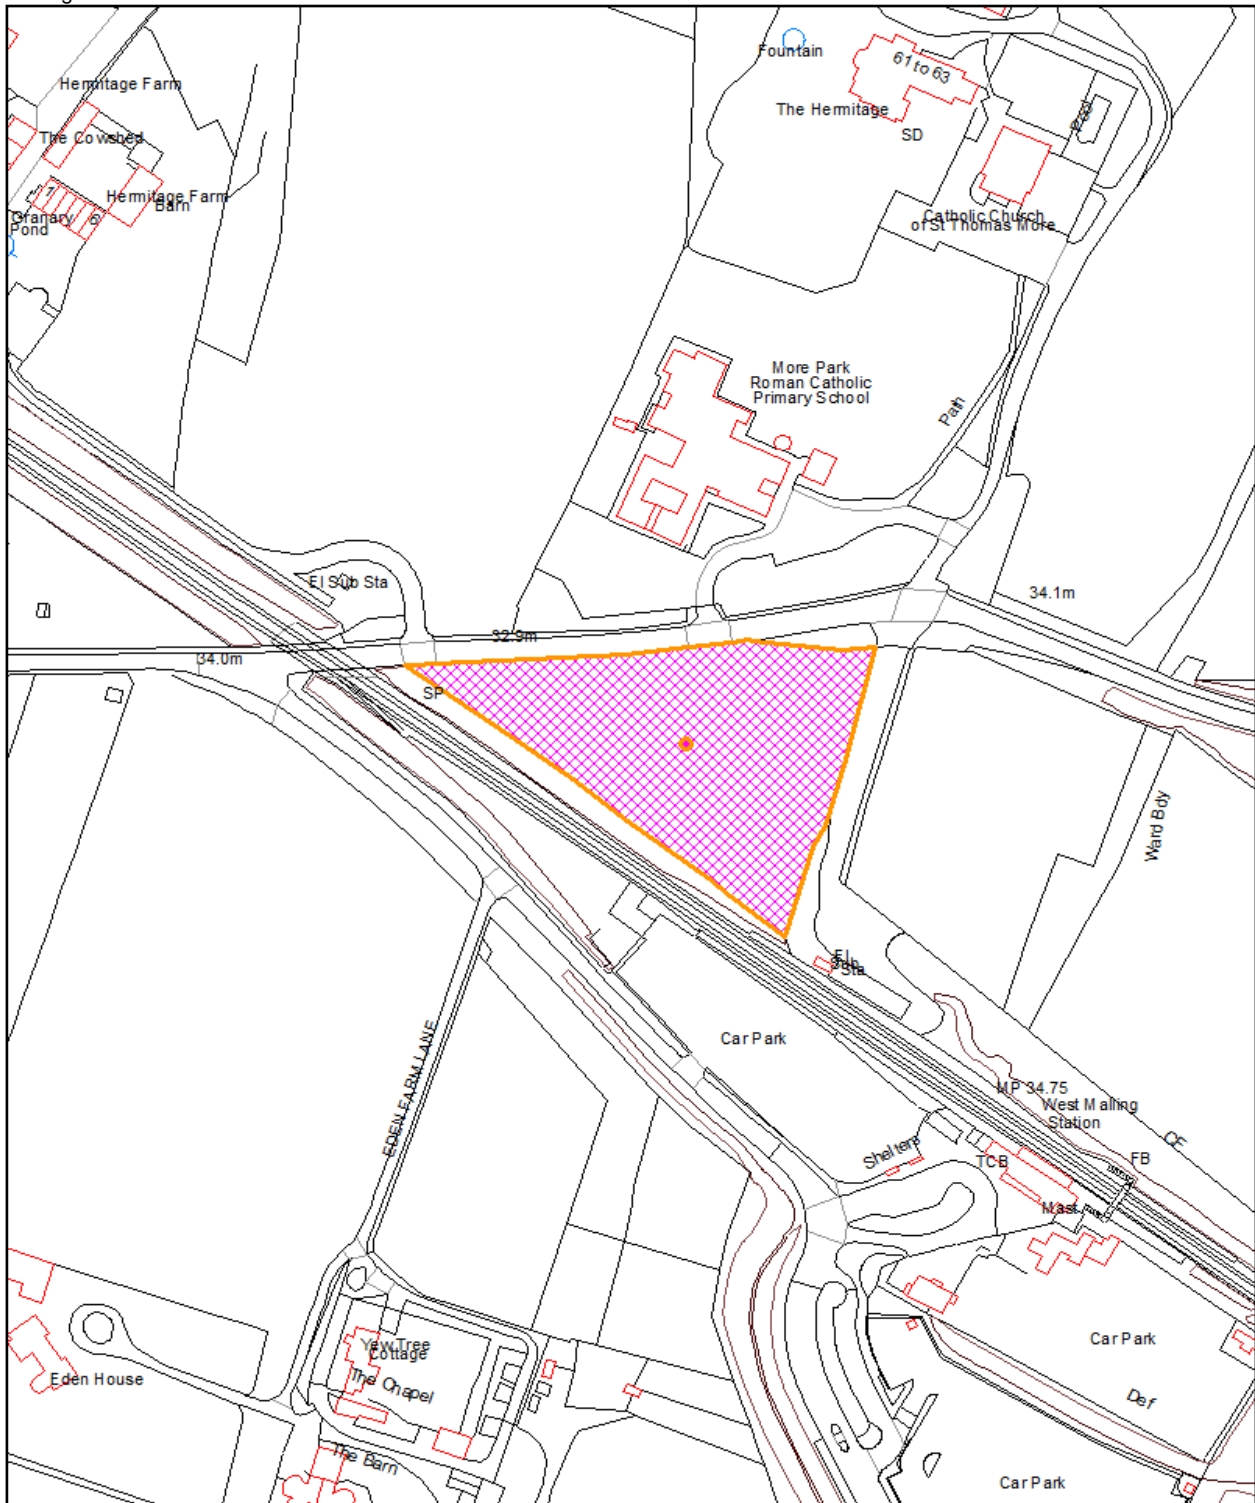 Fountain
61 to 63
Hermitage Farm
The Hermitage
Pool
The Cowshed
SD
7
Hermitage Farm
Barn
6
Granary
Pond
Catholic Church
of St Thomas More
More Park
Roman Catholic
Primary School
Path
El Sub Sta
34.1m
32.9m
34.0m
SP
Ward Bdy
El
Sub
Sta
Car Park
EDEN FARM LANE
MP 34.75
West Malling
Station
CF
Shelters
TCB
FB
Mast
Car Park
Yew Tree
Cottage
Eden House
The Chapel
Def
The Barn
Car Park